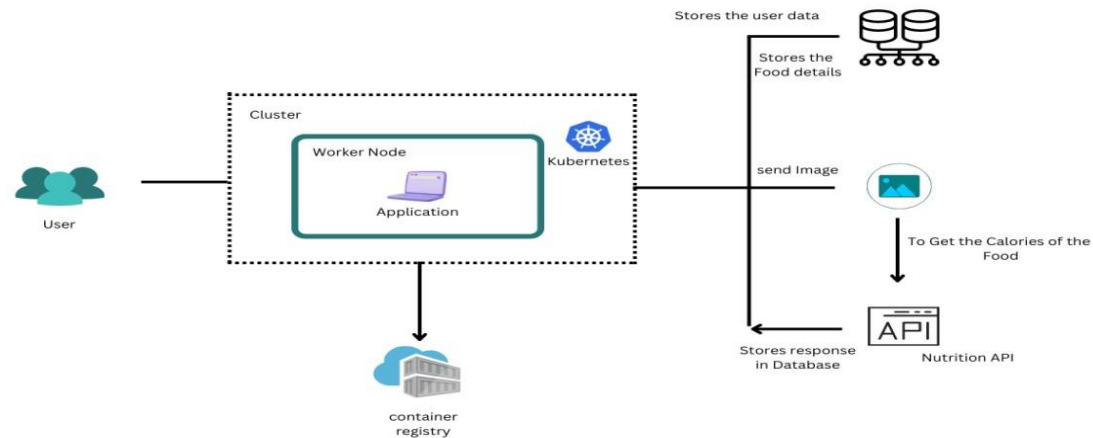 Stores the user data
Stores the
Food details
Cluster
Worker Node
Kubernetes
Application
User
send Image
To Get the Calories of the
Food
API
Nutrition API
Stores response
in Database
container
registry